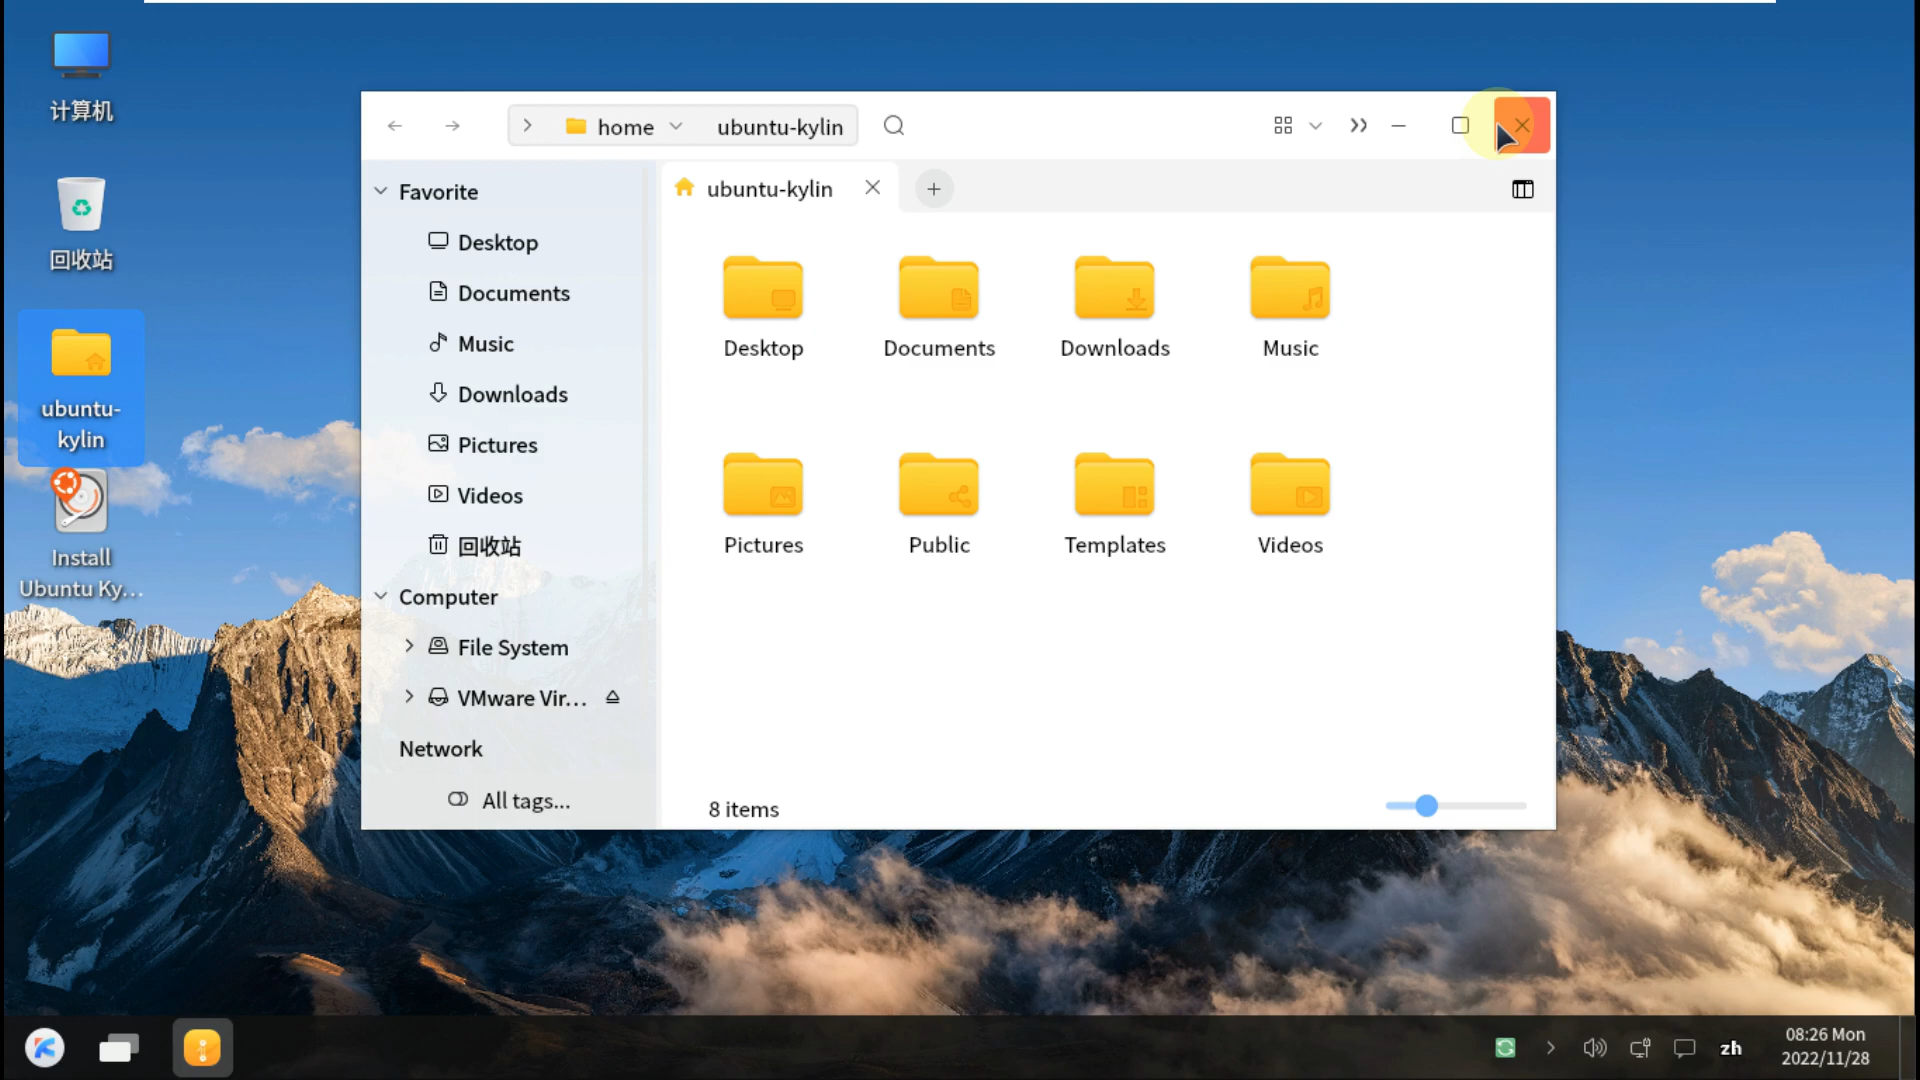 计算机
回收站
ubuntu-
kylin
Install
Ubuntu Ky...
home
ubuntu-kylin
ubuntu-kylin
Favorite
Desktop
Documents
Music
Downloads
Pictures
Videos
回收站
Computer
File System
VMware Vir...
Network
All tags...
Desktop
Documents
Downloads
Music
Pictures
Public
Templates
Videos
8 items
zh
08:26 Mon
2022/11/28